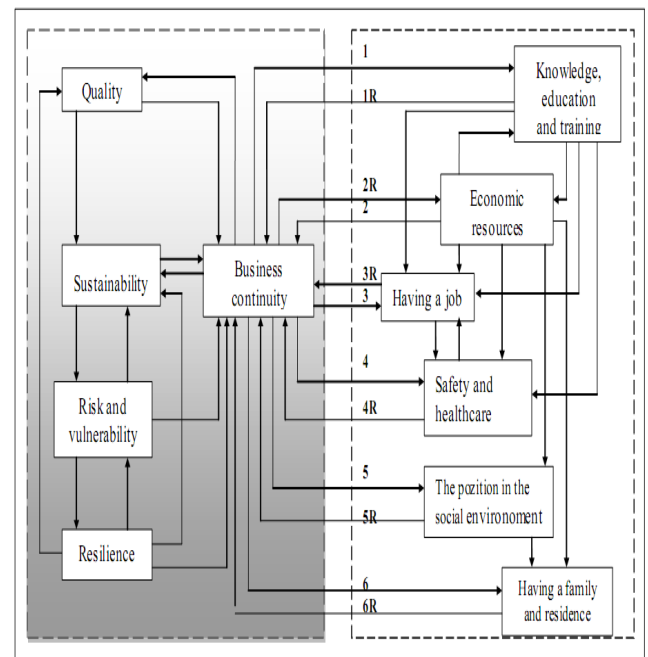 Quality
Sustainability
Risk and
vulnerability
Resilience
Business
continuity
1
1R
2R
2
3R
3
4
4R
5
5R
6
6R
Knowledge,
education
and training
Economic
resources
Having a job
Safety and
healthcare
The pozition in the
social environoment
Having a family
and residence